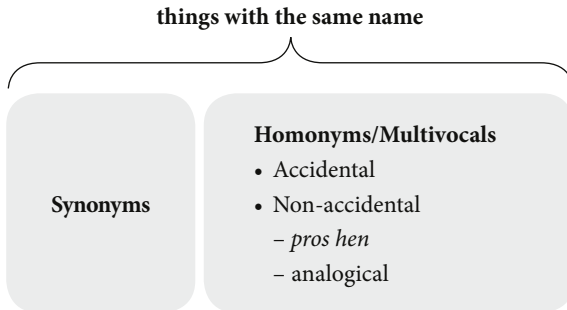 things with the same name
Synonyms
Homonyms/Multivocals
• Accidental
• Non-accidental
– pros hen
– analogical